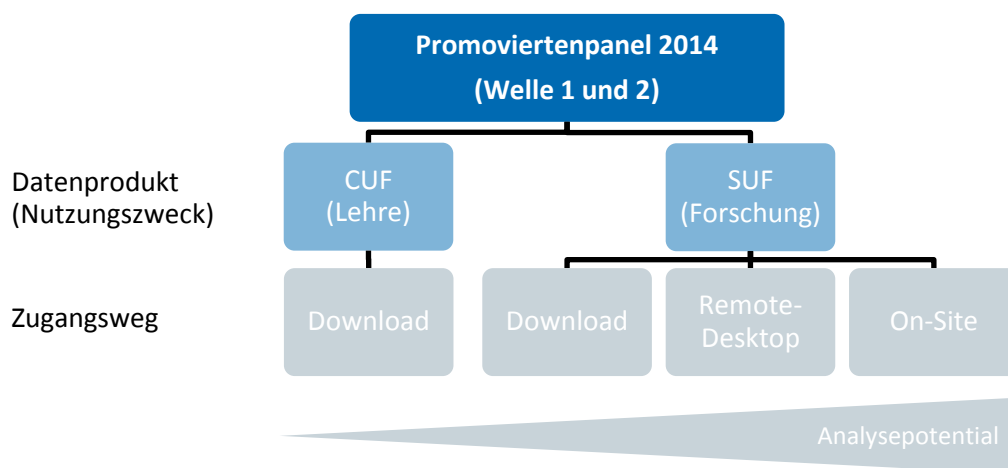 Promoviertenpanel 2014
(Welle 1 und 2)
Datenprodukt
(Nutzungszweck)
CUF
(Lehre)
SUF
(Forschung)
Zugangsweg
Download
Download
Remote-
Desktop
On-Site
Analysepotential